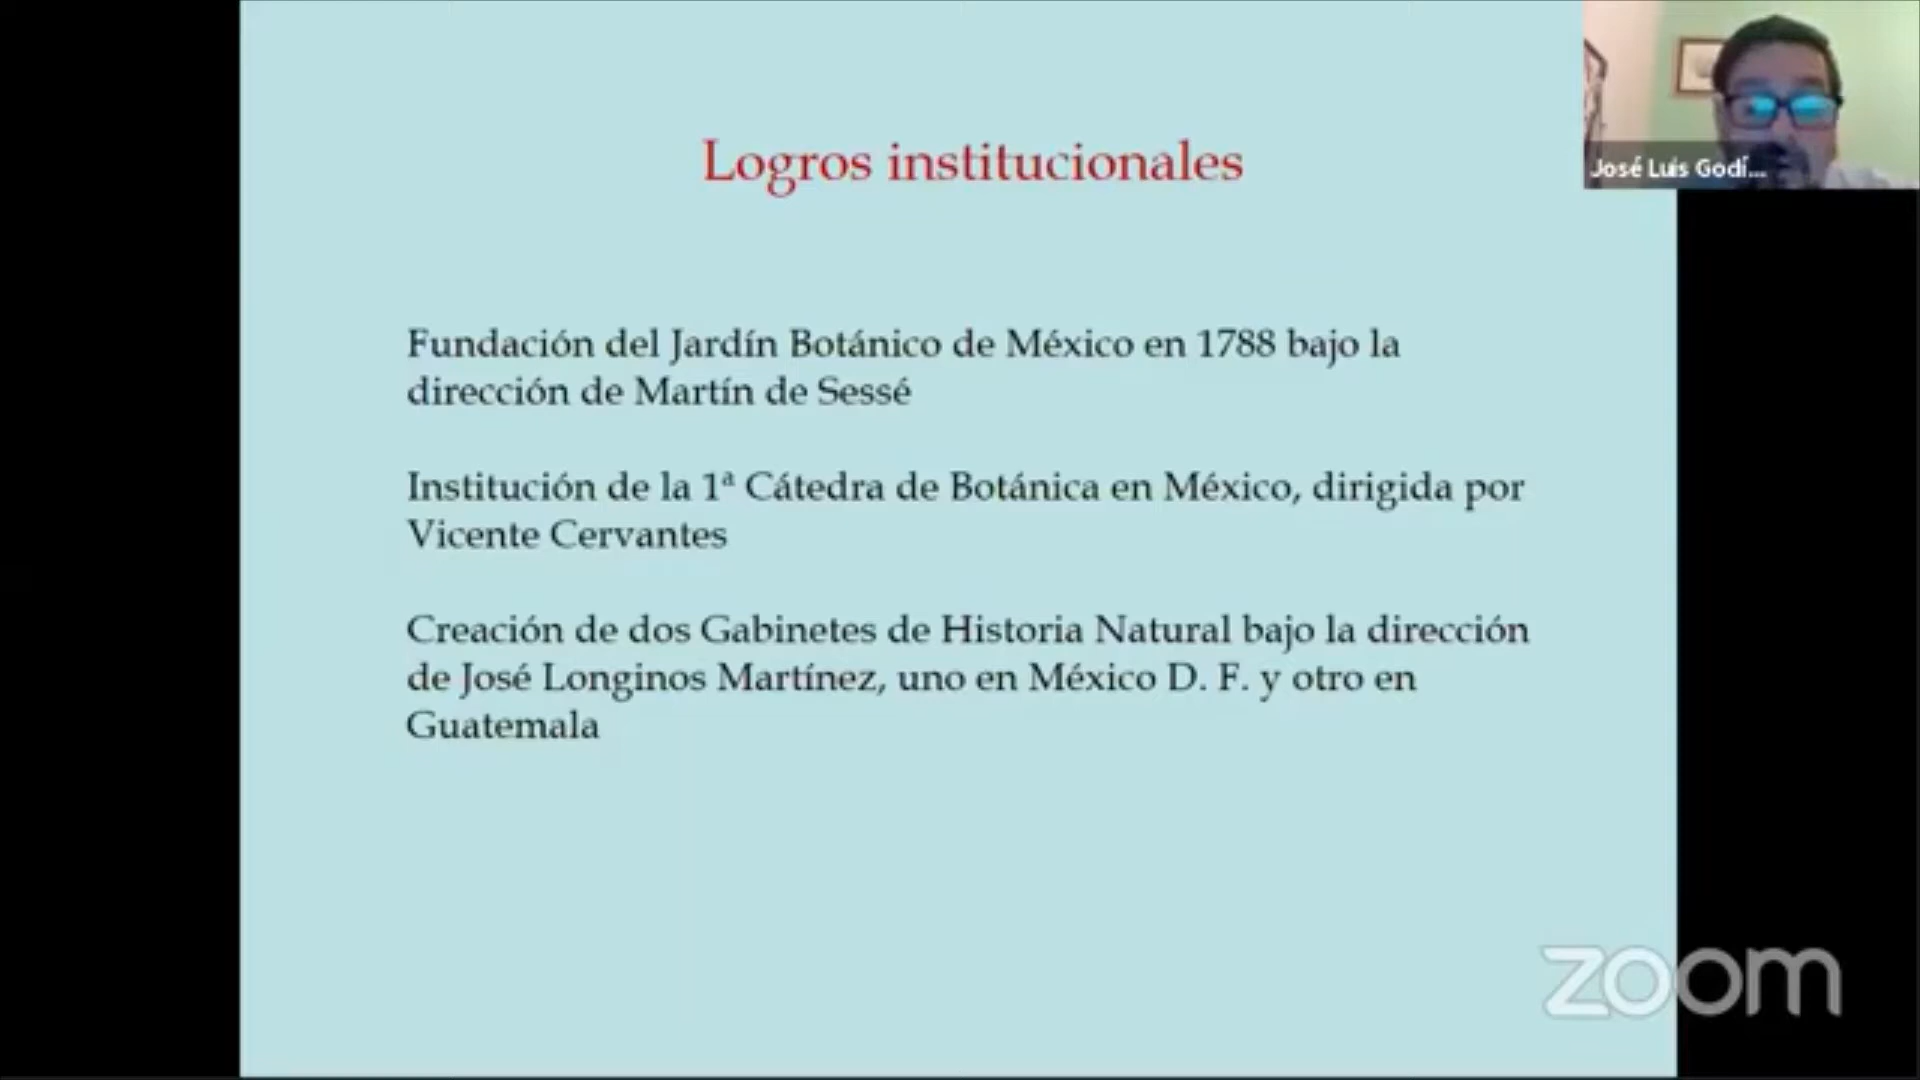 Logros institucionales
José Luis Godí...
Fundación del Jardín Botánico de México en 1788 bajo la
dirección de Martín de Sessé
Institución de la 1ª Cátedra de Botánica en México, dirigida por
Vicente Cervantes
Creación de dos Gabinetes de Historia Natural bajo la dirección
de José Longinos Martínez, uno en México D. F. y otro en
Guatemala
zoom